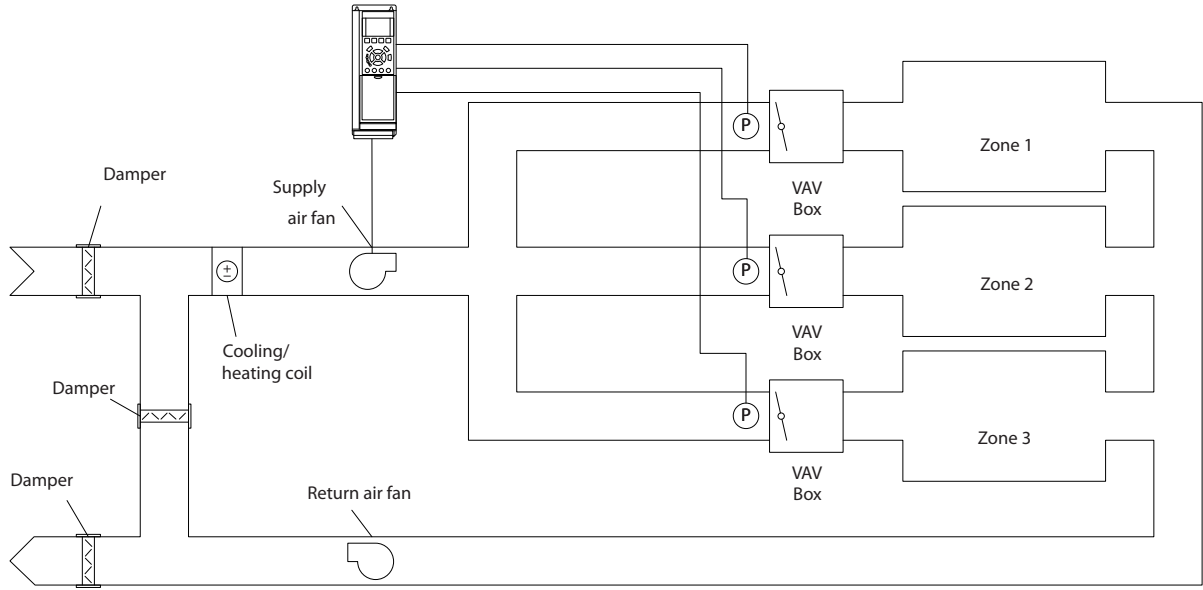 P
Zone 1
Damper
Supply
air fan
VAV
Box
P
±
Zone 2
VAV
Box
Cooling/
heating coil
Damper
P
Zone 3
VAV
Box
Damper
Return air fan